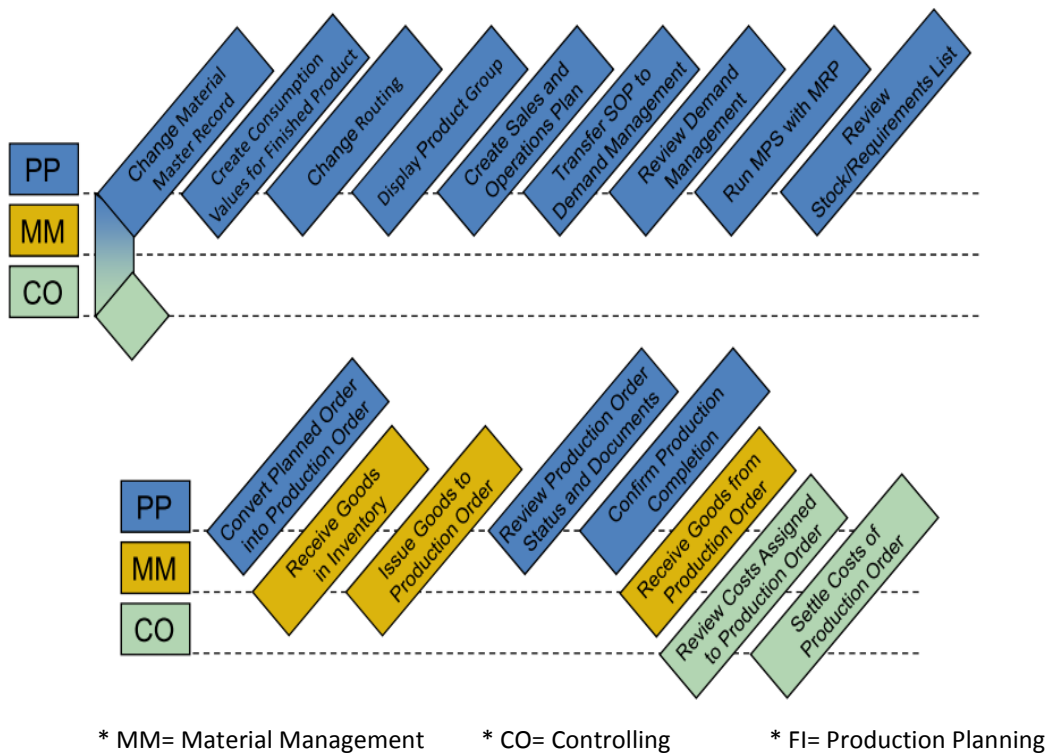 Change Material
Master Record
Create Consumption
Values for Finished Product
Change Routing
Display Product Group
Create Sales and
Operations Plan
Transfer SOP to
Demand Management
Review Demand
Management
Run MPS with MRP
Review
Stock/Requirements List
PP
MM
CO
Convert Planned Order
into Production Order
Receive Goods
in Inventory
Issue Goods to
Production Order
Review Production Order
Status and Documents
Confirm Production
Completion
Receive Goods from
Production Order
Review Costs Assigned
to Production Order
Settle Costs of
Production Order
PP
MM
CO
* MM= Material Management * CO= Controlling * FI= Production Planning